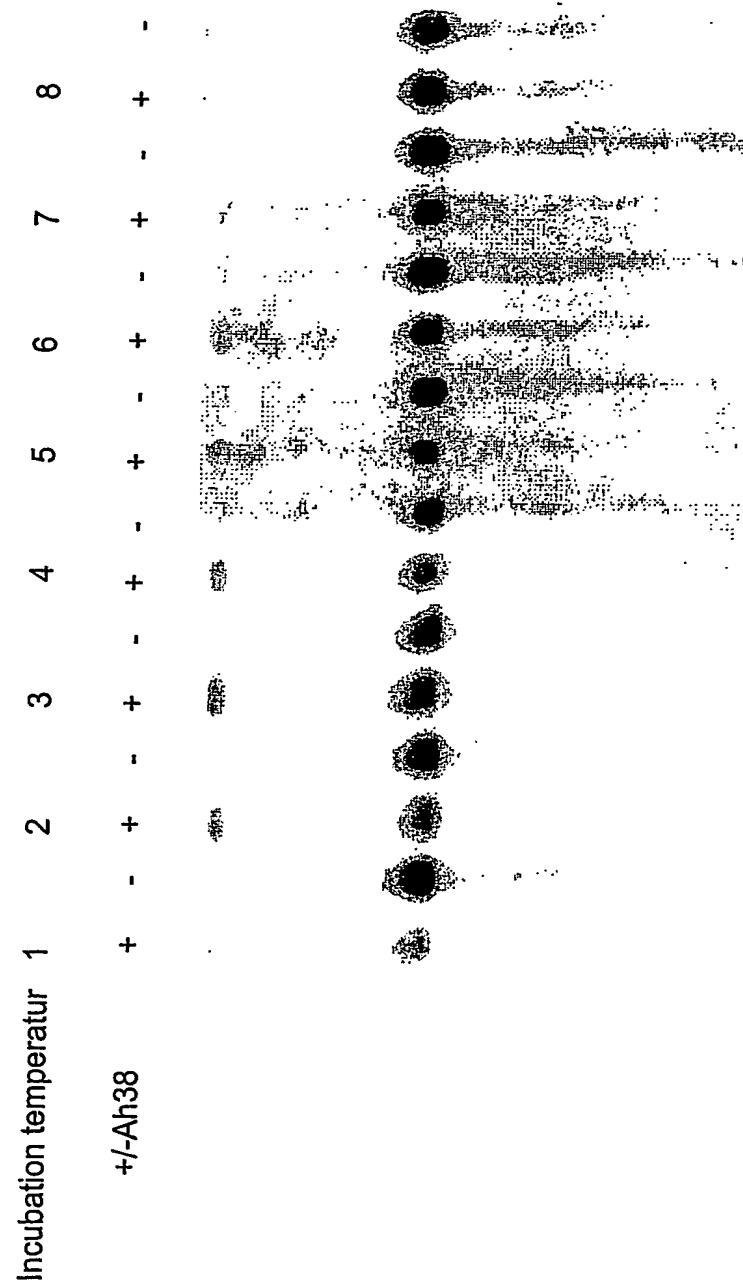 Incubation temperatur 1 2 3 4 5 6 7 8
+/-Ah38 + - + - + - + - + - + - + - + -